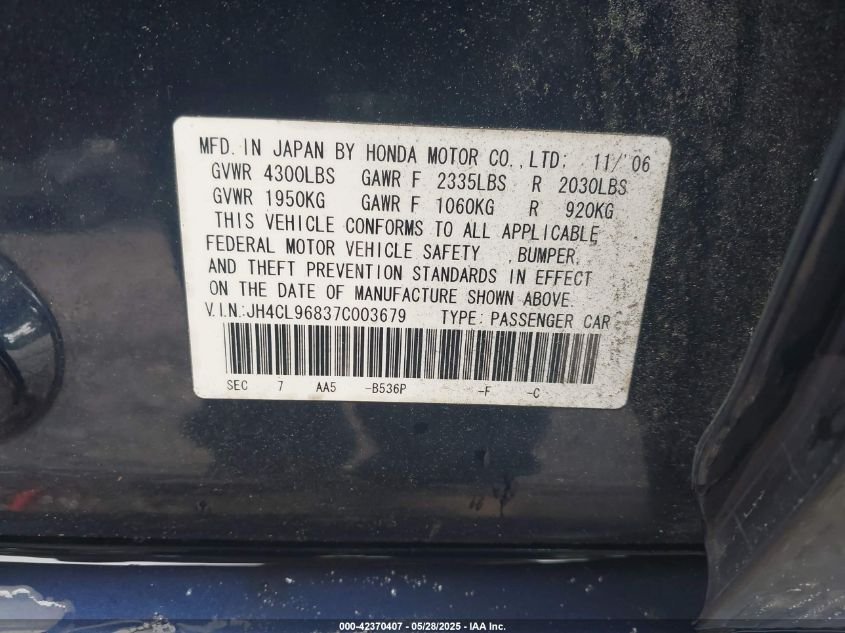 MFD. IN JAPAN BY HONDA MOTOR CO., LTD. 11/'06
GVWR 4300LBS GAWR F 2335LBS R 2030LBS
GVWR 1950KG GAWR F 1060KG R 920KG
THIS VEHICLE CONFORMS TO ALL APPLICABLE
FEDERAL MOTOR VEHICLE SAFETY ,BUMPER,
AND THEFT PREVENTION STANDARDS IN EFFECT
ON THE DATE OF MANUFACTURE SHOWN ABOVE.
V.I.N.:JH4CL96837C003679 TYPE: PASSENGER CAR
SEC 7 AA5 -B536P -F -C
000-42370407 - 05/28/2025 - IAA Inc.